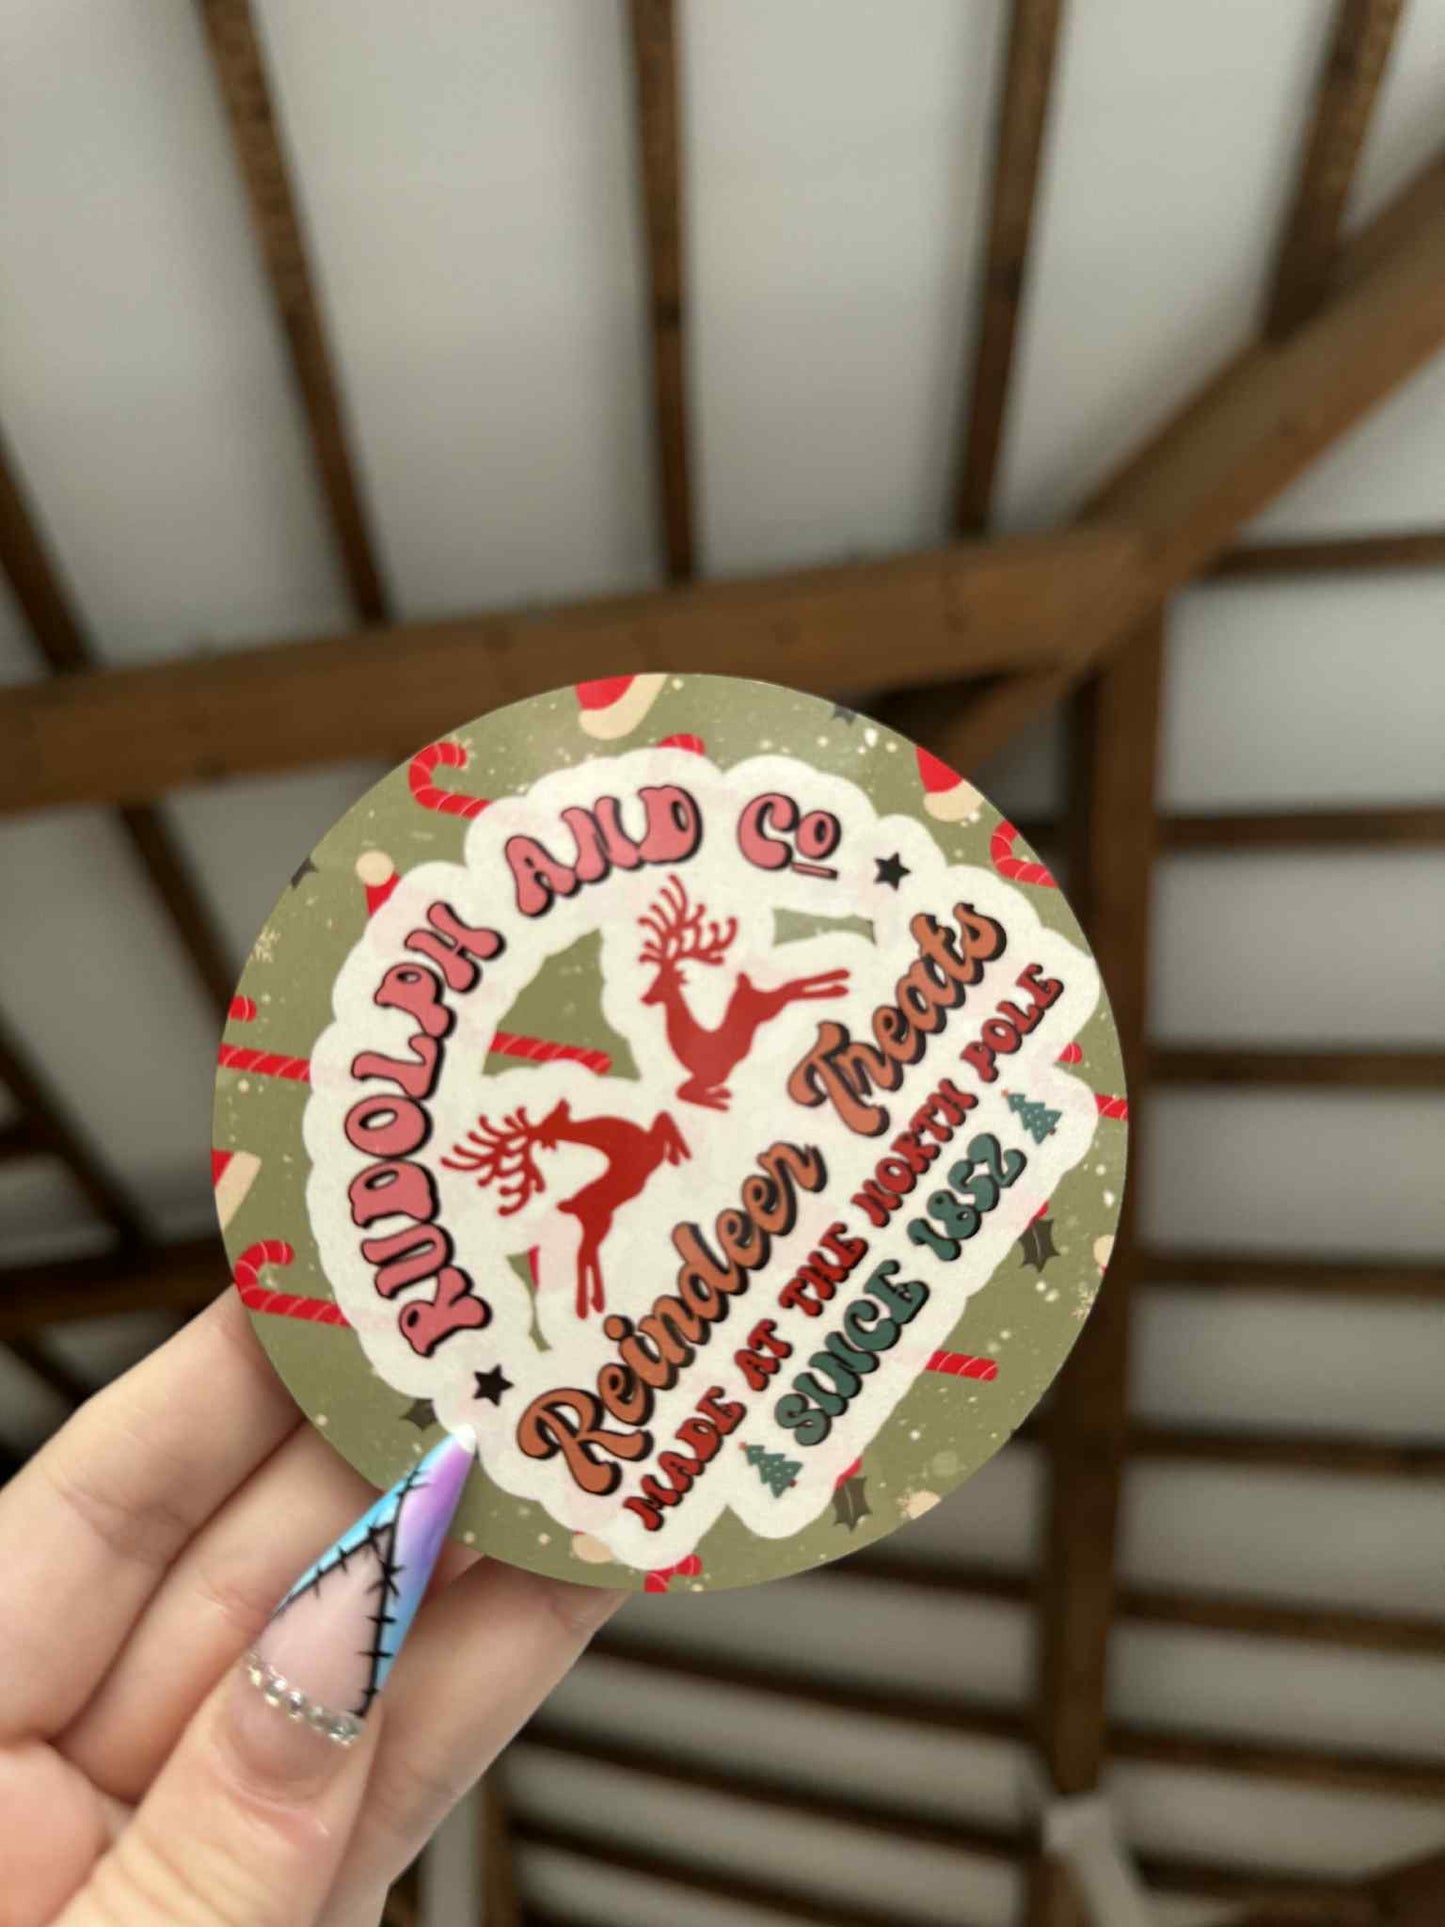 RUDOLPH AND Co
Reindeer Treats
MADE AT THE NORTH POLE
SINCE 1852